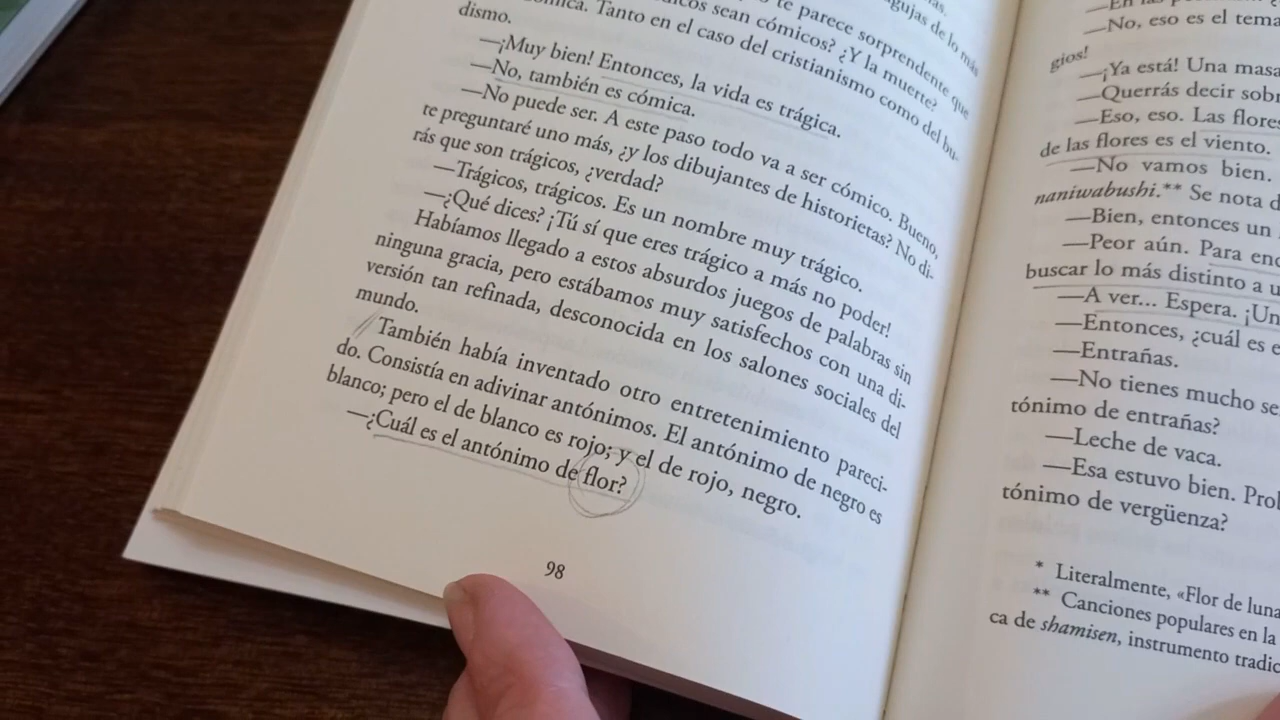 te parece sorprendente que
sean cómicos? ¿Y la muerte?
Tanto en el caso del cristianismo como del bu-
dismo.
—¡Muy bien! Entonces, la vida es trágica.
—No, también es cómica.
—No puede ser. A este paso todo va a ser cómico. Bueno,
te preguntaré uno más, ¿y los dibujantes de historietas? No di-
rás que son trágicos, ¿verdad?
—Trágicos, trágicos. Es un nombre muy trágico.
—¿Qué dices? ¡Tú sí que eres trágico a más no poder!
Habíamos llegado a estos absurdos juegos de palabras sin
ninguna gracia, pero estábamos muy satisfechos con una di-
versión tan refinada, desconocida en los salones sociales del
mundo.
También había inventado otro entretenimiento pareci-
do. Consistía en adivinar antónimos. El antónimo de negro es
blanco; pero el de blanco es rojo; y el de rojo, negro.
—¿Cuál es el antónimo de flor?
98
—No, eso es el tema
gios!
—¡Ya está! Una masa
—Querrás decir
—Eso, eso. Las
de las flores es el viento.
—No vamos bien.
naniwabushi.** Se nota
—Bien, entonces un
—Peor aún. Para
buscar lo más distinto a
—A ver... Espera.
—Entonces, ¿cuál es
—Entrañas.
—No tienes mucho
tónimo de entrañas?
—Leche de vaca.
—Esa estuvo bien.
tónimo de vergüenza?
* Literalmente, «Flor de
** Canciones populares en la
ca de shamisen, instrumento